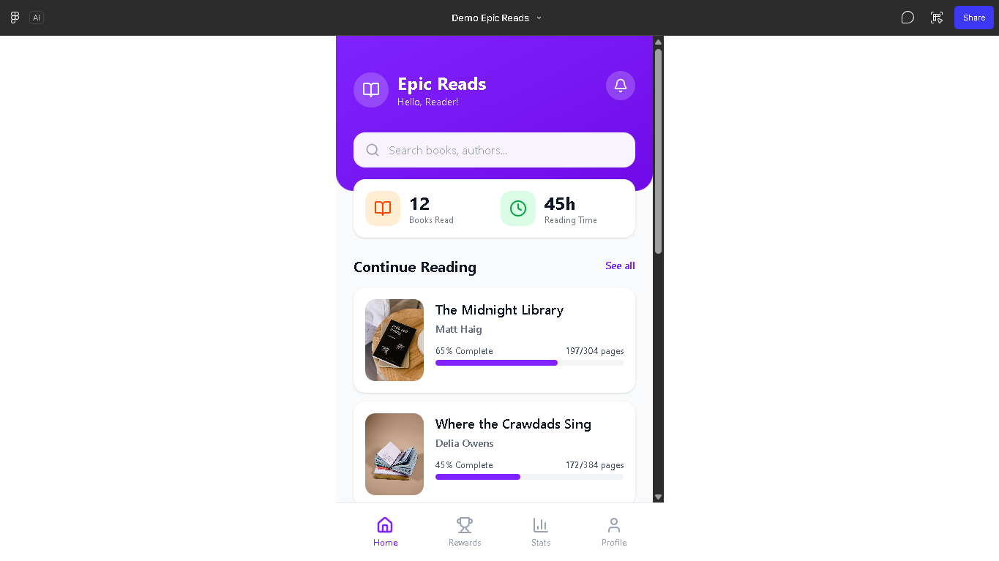 AI
Demo Epic Reads
Share
Epic Reads
Hello, Reader!
Search books, authors...
12
Books Read
45h
Reading Time
Continue Reading
See all
The Midnight Library
Matt Haig
65% Complete
197/304 pages
Where the Crawdads Sing
Delia Owens
45% Complete
172/384 pages
Home
Rewards
Stats
Profile